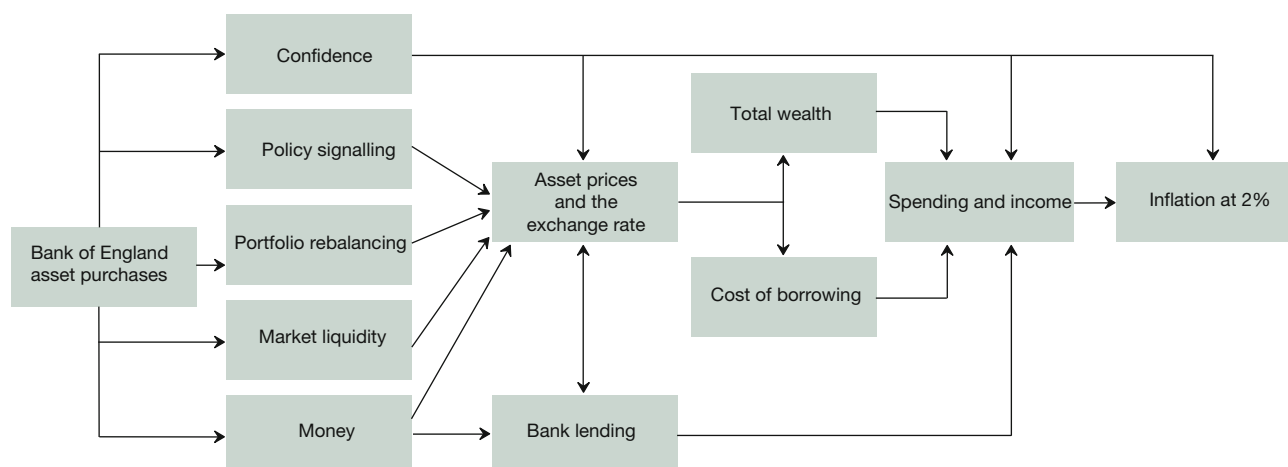 Confidence
Total wealth
Policy signalling
Asset prices
and the
exchange rate
Spending and income
Inflation at 2%
Portfolio rebalancing
Bank of England
asset purchases
Cost of borrowing
Market liquidity
Money
Bank lending